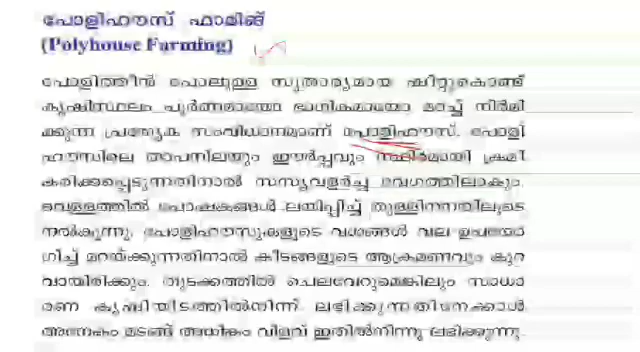 പോളിഹൗസ് ഫാമിങ്
(Polyhouse Farming)
പോളിത്തീൻ പോലുള്ള സുതാര്യമായ ഷീറ്റുകൊണ്ട്
കൃഷിസ്ഥലം പൂർണമായോ ഭാഗികമായോ മറച്ച് നിർമി
ക്കുന്ന പ്രത്യേക സംവിധാനമാണ് പോളിഹൗസ്. പോളി
ഹൗസിലെ താപനിലയും ഈർപ്പവും സ്ഥിരമായി ക്രമീ
കരിക്കപ്പെടുന്നതിനാൽ സസ്യവളർച്ച വേഗത്തിലാകും.
വെള്ളത്തിൽ പോഷകങ്ങൾ ലയിപ്പിച്ച് തുള്ളിനനയിലൂടെ
നൽകുന്നു. പോളിഹൗസുകളുടെ വശങ്ങൾ വല ഉപയോ
ഗിച്ച് മറയ്ക്കുന്നതിനാൽ കീടങ്ങളുടെ ആക്രമണവും കുറ
വായിരിക്കും. തുടക്കത്തിൽ ചെലവേറുമെങ്കിലും സാധാ
രണ കൃഷിയിടത്തിൽനിന്ന് ലഭിക്കുന്നതിനേക്കാൾ
അനേകം മടങ്ങ് അധികം വിളവ് ഇതിൽനിന്നു ലഭിക്കുന്നു.